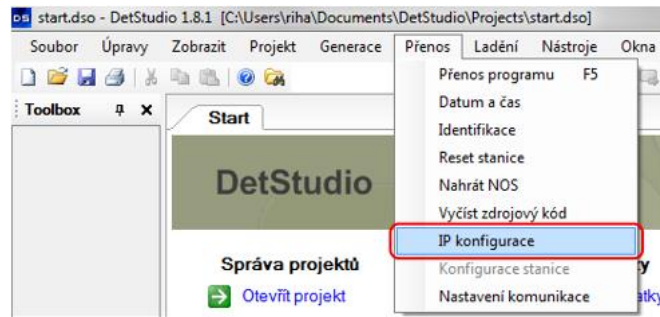 start.dso - DetStudio 1.8.1 [C:\Users\riha\Documents\DetStudio\Projects\start.dso]
Soubor Úpravy Zobrazit Projekt Generace Přenos Ladění Nástroje Okna
Toolbox
Start
DetStudio
Správa projektů
Otevřít projekt
Přenos programu F5
Datum a čas
Identifikace
Reset stanice
Nahrát NOS
Vyčíst zdrojový kód
IP konfigurace
Konfigurace stanice
Nastavení komunikace